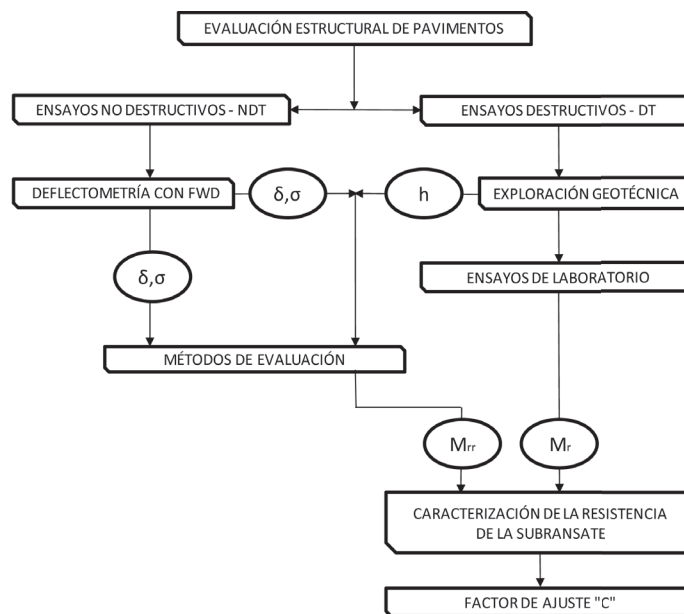 EVALUACIÓN ESTRUCTURAL DE PAVIMENTOS
ENSAYOS NO DESTRUCTIVOS - NDT
ENSAYOS DESTRUCTIVOS - DT
DEFLECTOMETRÍA CON FWD
δ,σ
h
EXPLORACIÓN GEOTÉCNICA
δ,σ
ENSAYOS DE LABORATORIO
MÉTODOS DE EVALUACIÓN
Mrr
Mr
CARACTERIZACIÓN DE LA RESISTENCIA
DE LA SUBRANSATE
FACTOR DE AJUSTE "C"